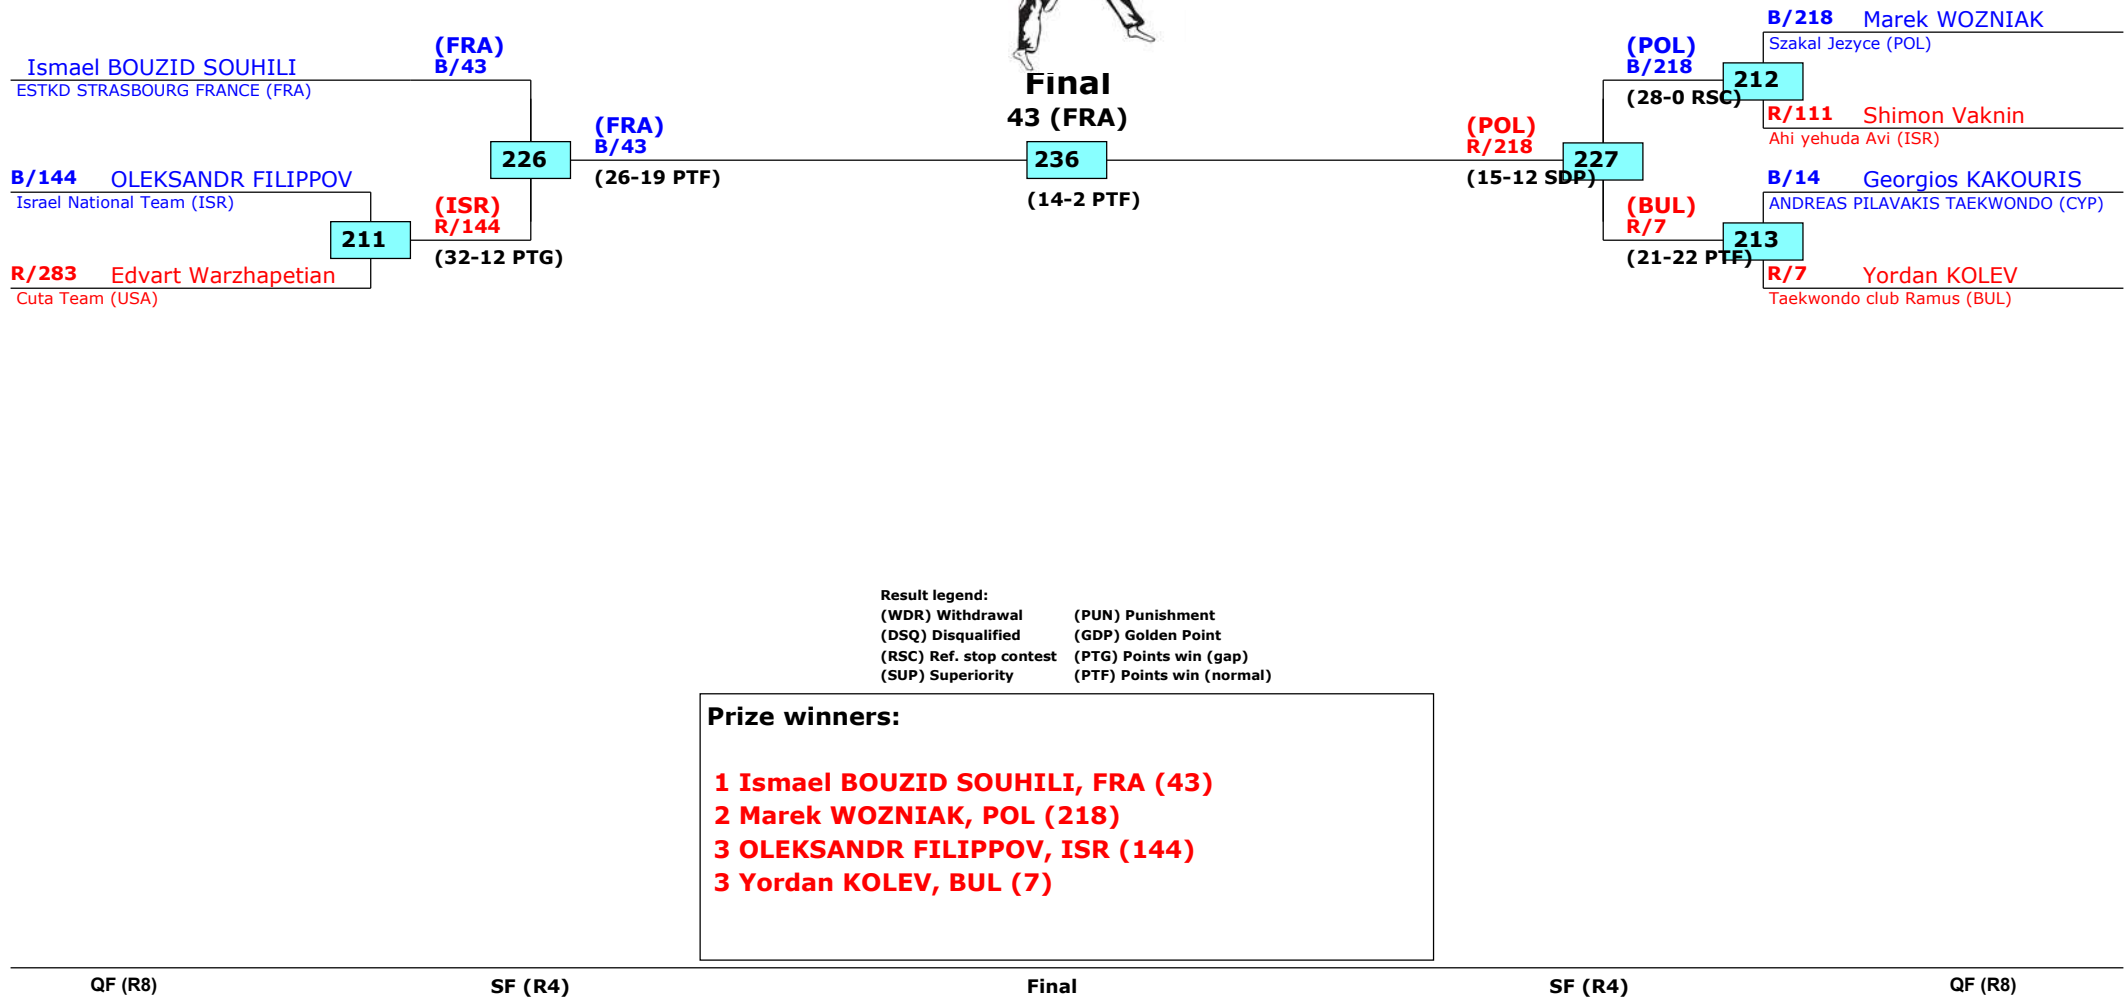 Ismael BOUZID SOUHILI
ESTKD STRASBOURG FRANCE (FRA)
(FRA)
B/43
B/144 OLEKSANDR FILIPPOV
Israel National Team (ISR)
211
R/283 Edvart Warzhapetian
Cuta Team (USA)
(ISR)
R/144
(32-12 PTG)
226
(FRA)
B/43
(26-19 PTF)
Final
43 (FRA)
236
(14-2 PTF)
(POL)
R/218
(15-12 SDP)
227
(POL)
B/218
(28-0 RSC)
212
B/218 Marek WOZNIAK
Szakal Jezyce (POL)
R/111 Shimon Vaknin
Ahi yehuda Avi (ISR)
(BUL)
R/7
(21-22 PTF)
213
B/14 Georgios KAKOURIS
ANDREAS PILAVAKIS TAEKWONDO (CYP)
R/7 Yordan KOLEV
Taekwondo club Ramus (BUL)
Result legend:
(WDR) Withdrawal (PUN) Punishment
(DSQ) Disqualified (GDP) Golden Point
(RSC) Ref. stop contest (PTG) Points win (gap)
(SUP) Superiority (PTF) Points win (normal)
Prize winners:
1 Ismael BOUZID SOUHILI, FRA (43)
2 Marek WOZNIAK, POL (218)
3 OLEKSANDR FILIPPOV, ISR (144)
3 Yordan KOLEV, BUL (7)
QF (R8) SF (R4) Final SF (R4) QF (R8)